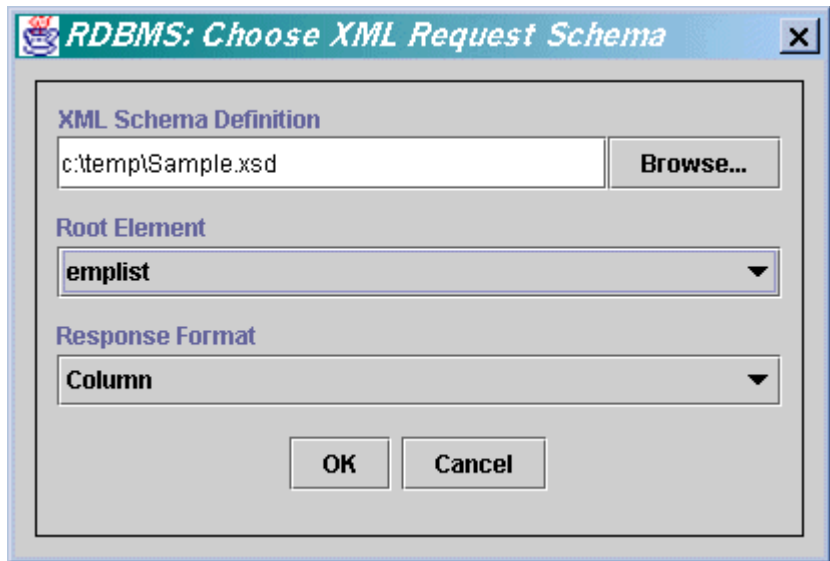 RDBMS: Choose XML Request Schema
XML Schema Definition
c:\temp\Sample.xsd Browse...
Root Element
emplist
Response Format
Column
OK Cancel